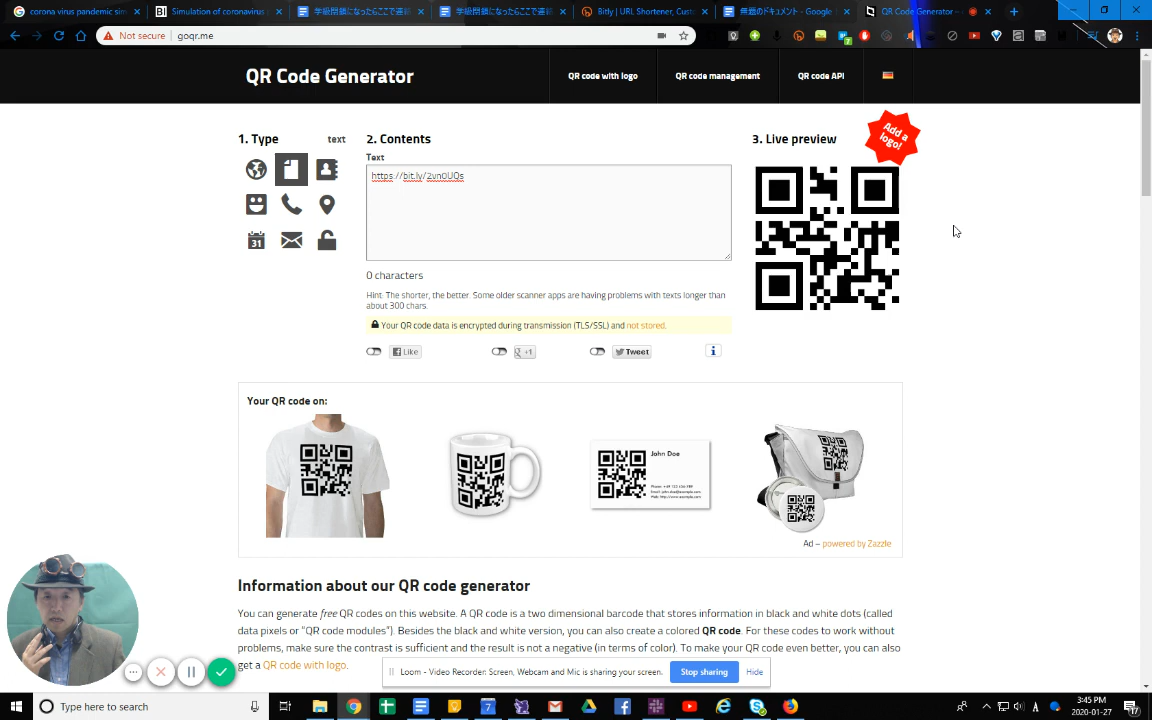 corona virus pandemic sim
Simulation of coronavirus
学級閉鎖になったらここで連絡
学級閉鎖になったらここで連絡
Bitly | URL Shortener, Custo
無題のドキュメント - Google
QR Code Generator –
Not secure | goqr.me
QR Code Generator
QR code with logo
QR code management
QR code API
1. Type
text
2. Contents
3. Live preview
Add a
logo!
Text
https://bit.ly/2vn0UQs
31
0 characters
Hint: The shorter, the better. Some older scanner apps are having problems with texts longer than
about 300 chars.
Your QR code data is encrypted during transmission (TLS/SSL) and not stored.
Like
+1
Tweet
i
Your QR code on:
John Doe
Ad – powered by Zazzle
Information about our QR code generator
You can generate free QR codes on this website. A QR code is a two dimensional barcode that stores information in black and white dots (called
data pixels or “QR code modules”). Besides the black and white version, you can also create a colored QR code. For these codes to work without
problems, make sure the contrast is sufficient and the result is not a negative (in terms of color). To make your QR code even better, you can also
get a QR code with logo.
Loom - Video Recorder: Screen, Webcam and Mic is sharing your screen.
Stop sharing
Hide
Type here to search
3:45 PM
2020-01-27
17